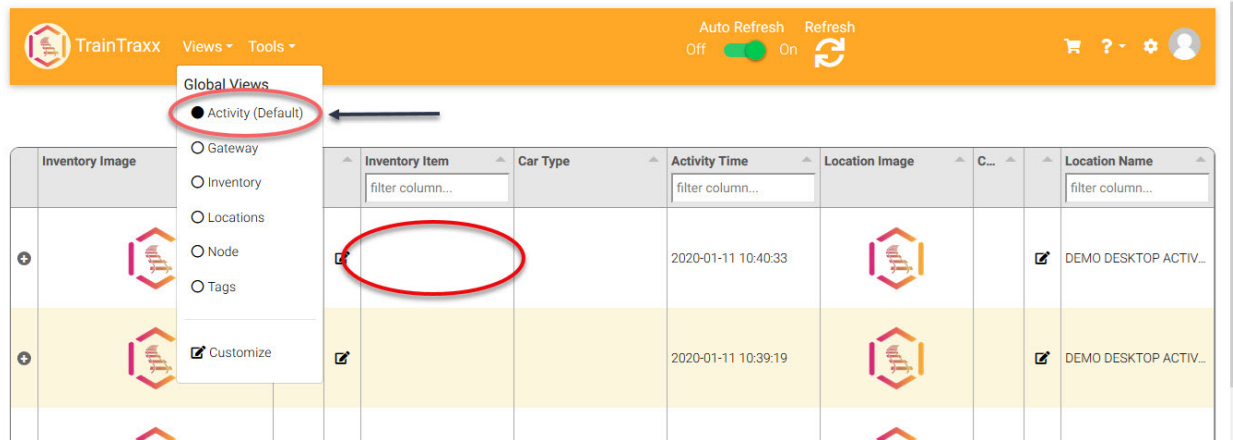 TrainTraxx Views Tools
Auto Refresh Refresh
Off On
?
Global Views
Activity (Default)
Gateway
Inventory
Locations
Node
Tags
Customize
Inventory Image Inventory Item Car Type Activity Time Location Image C... Location Name
filter column... filter column... filter column...
2020-01-11 10:40:33 DEMO DESKTOP ACTIV...
2020-01-11 10:39:19 DEMO DESKTOP ACTIV...